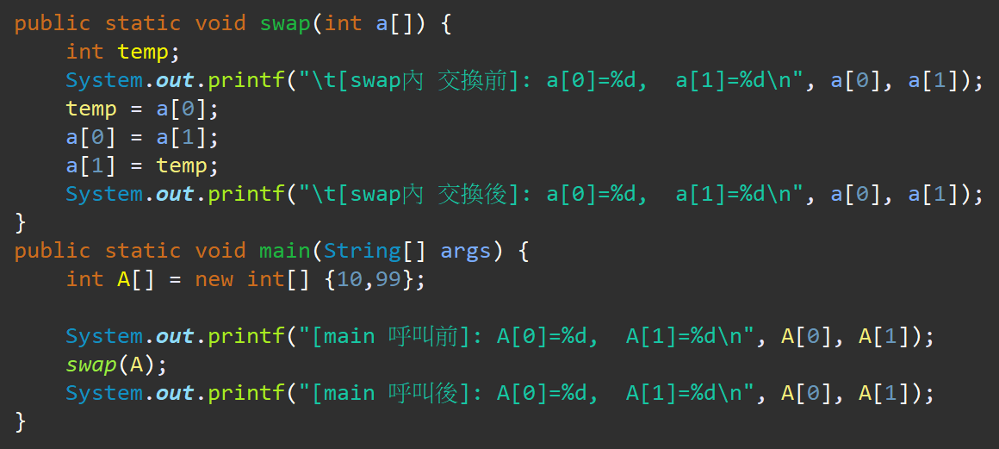 public static void swap(int a[]) {
    int temp;
    System.out.printf("\t[swap內 交換前]: a[0]=%d,  a[1]=%d\n", a[0], a[1]);
    temp = a[0];
    a[0] = a[1];
    a[1] = temp;
    System.out.printf("\t[swap內 交換後]: a[0]=%d,  a[1]=%d\n", a[0], a[1]);
}
public static void main(String[] args) {
    int A[] = new int[] {10,99};

    System.out.printf("[main 呼叫前]: A[0]=%d,  A[1]=%d\n", A[0], A[1]);
    swap(A);
    System.out.printf("[main 呼叫後]: A[0]=%d,  A[1]=%d\n", A[0], A[1]);
}